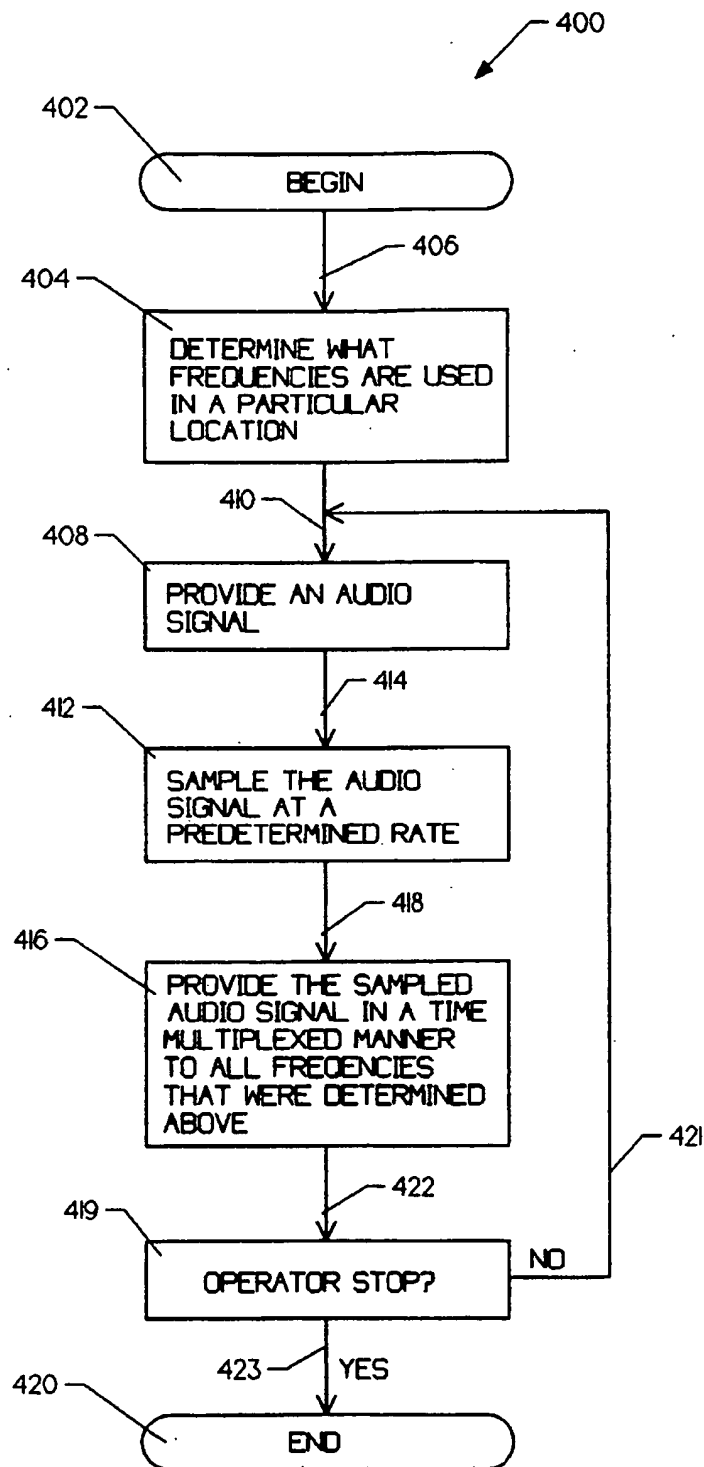 400
402
BEGIN
406
404
DETERMINE WHAT
FREQUENCIES ARE USED
IN A PARTICULAR
LOCATION
410
408
PROVIDE AN AUDIO
SIGNAL
414
412
SAMPLE THE AUDIO
SIGNAL AT A
PREDETERMINED RATE
418
416
PROVIDE THE SAMPLED
AUDIO SIGNAL IN A TIME
MULTIPLEXED MANNER
TO ALL FREQENCIES
THAT WERE DETERMINED
ABOVE
421
422
419
OPERATOR STOP?
NO
423
YES
420
END